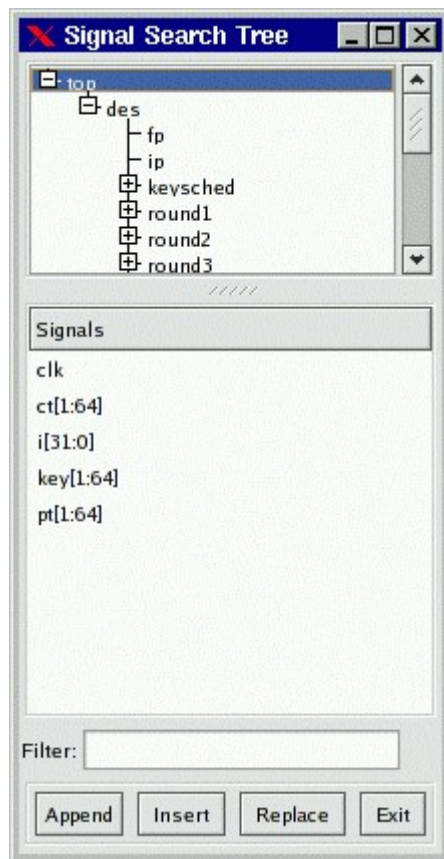 Signal Search Tree
top
des
fp
ip
keysched
round1
round2
round3
Signals
clk
ct[1:64]
i[31:0]
key[1:64]
pt[1:64]
Filter:
Append Insert Replace Exit